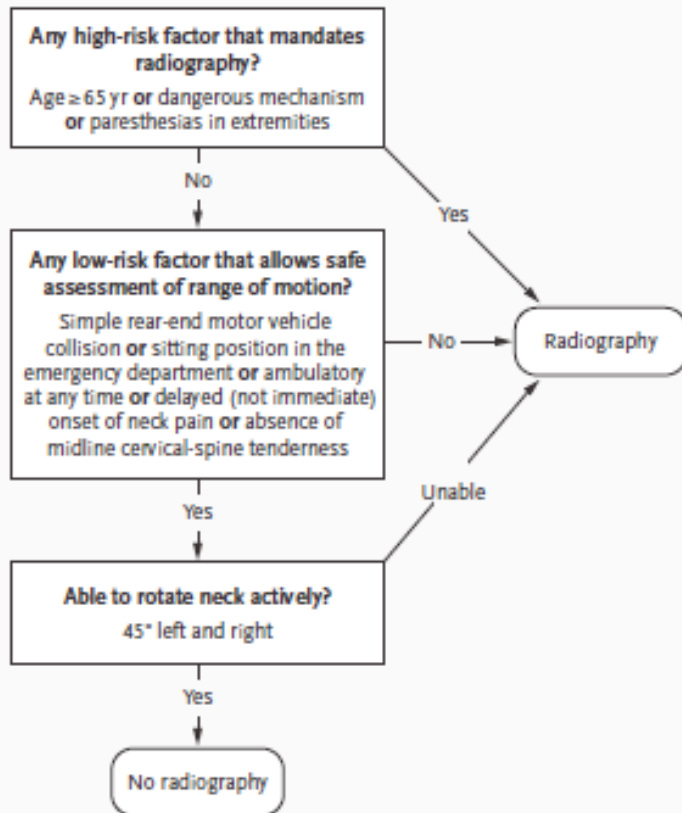 Any high-risk factor that mandates
radiography?
Age ≥ 65 yr or dangerous mechanism
or paresthesias in extremities
No
Yes
Any low-risk factor that allows safe
assessment of range of motion?
Simple rear-end motor vehicle
collision or sitting position in the
emergency department or ambulatory
at any time or delayed (not immediate)
onset of neck pain or absence of
midline cervical-spine tenderness
No
Radiography
Yes
Unable
Able to rotate neck actively?
45° left and right
Yes
No radiography